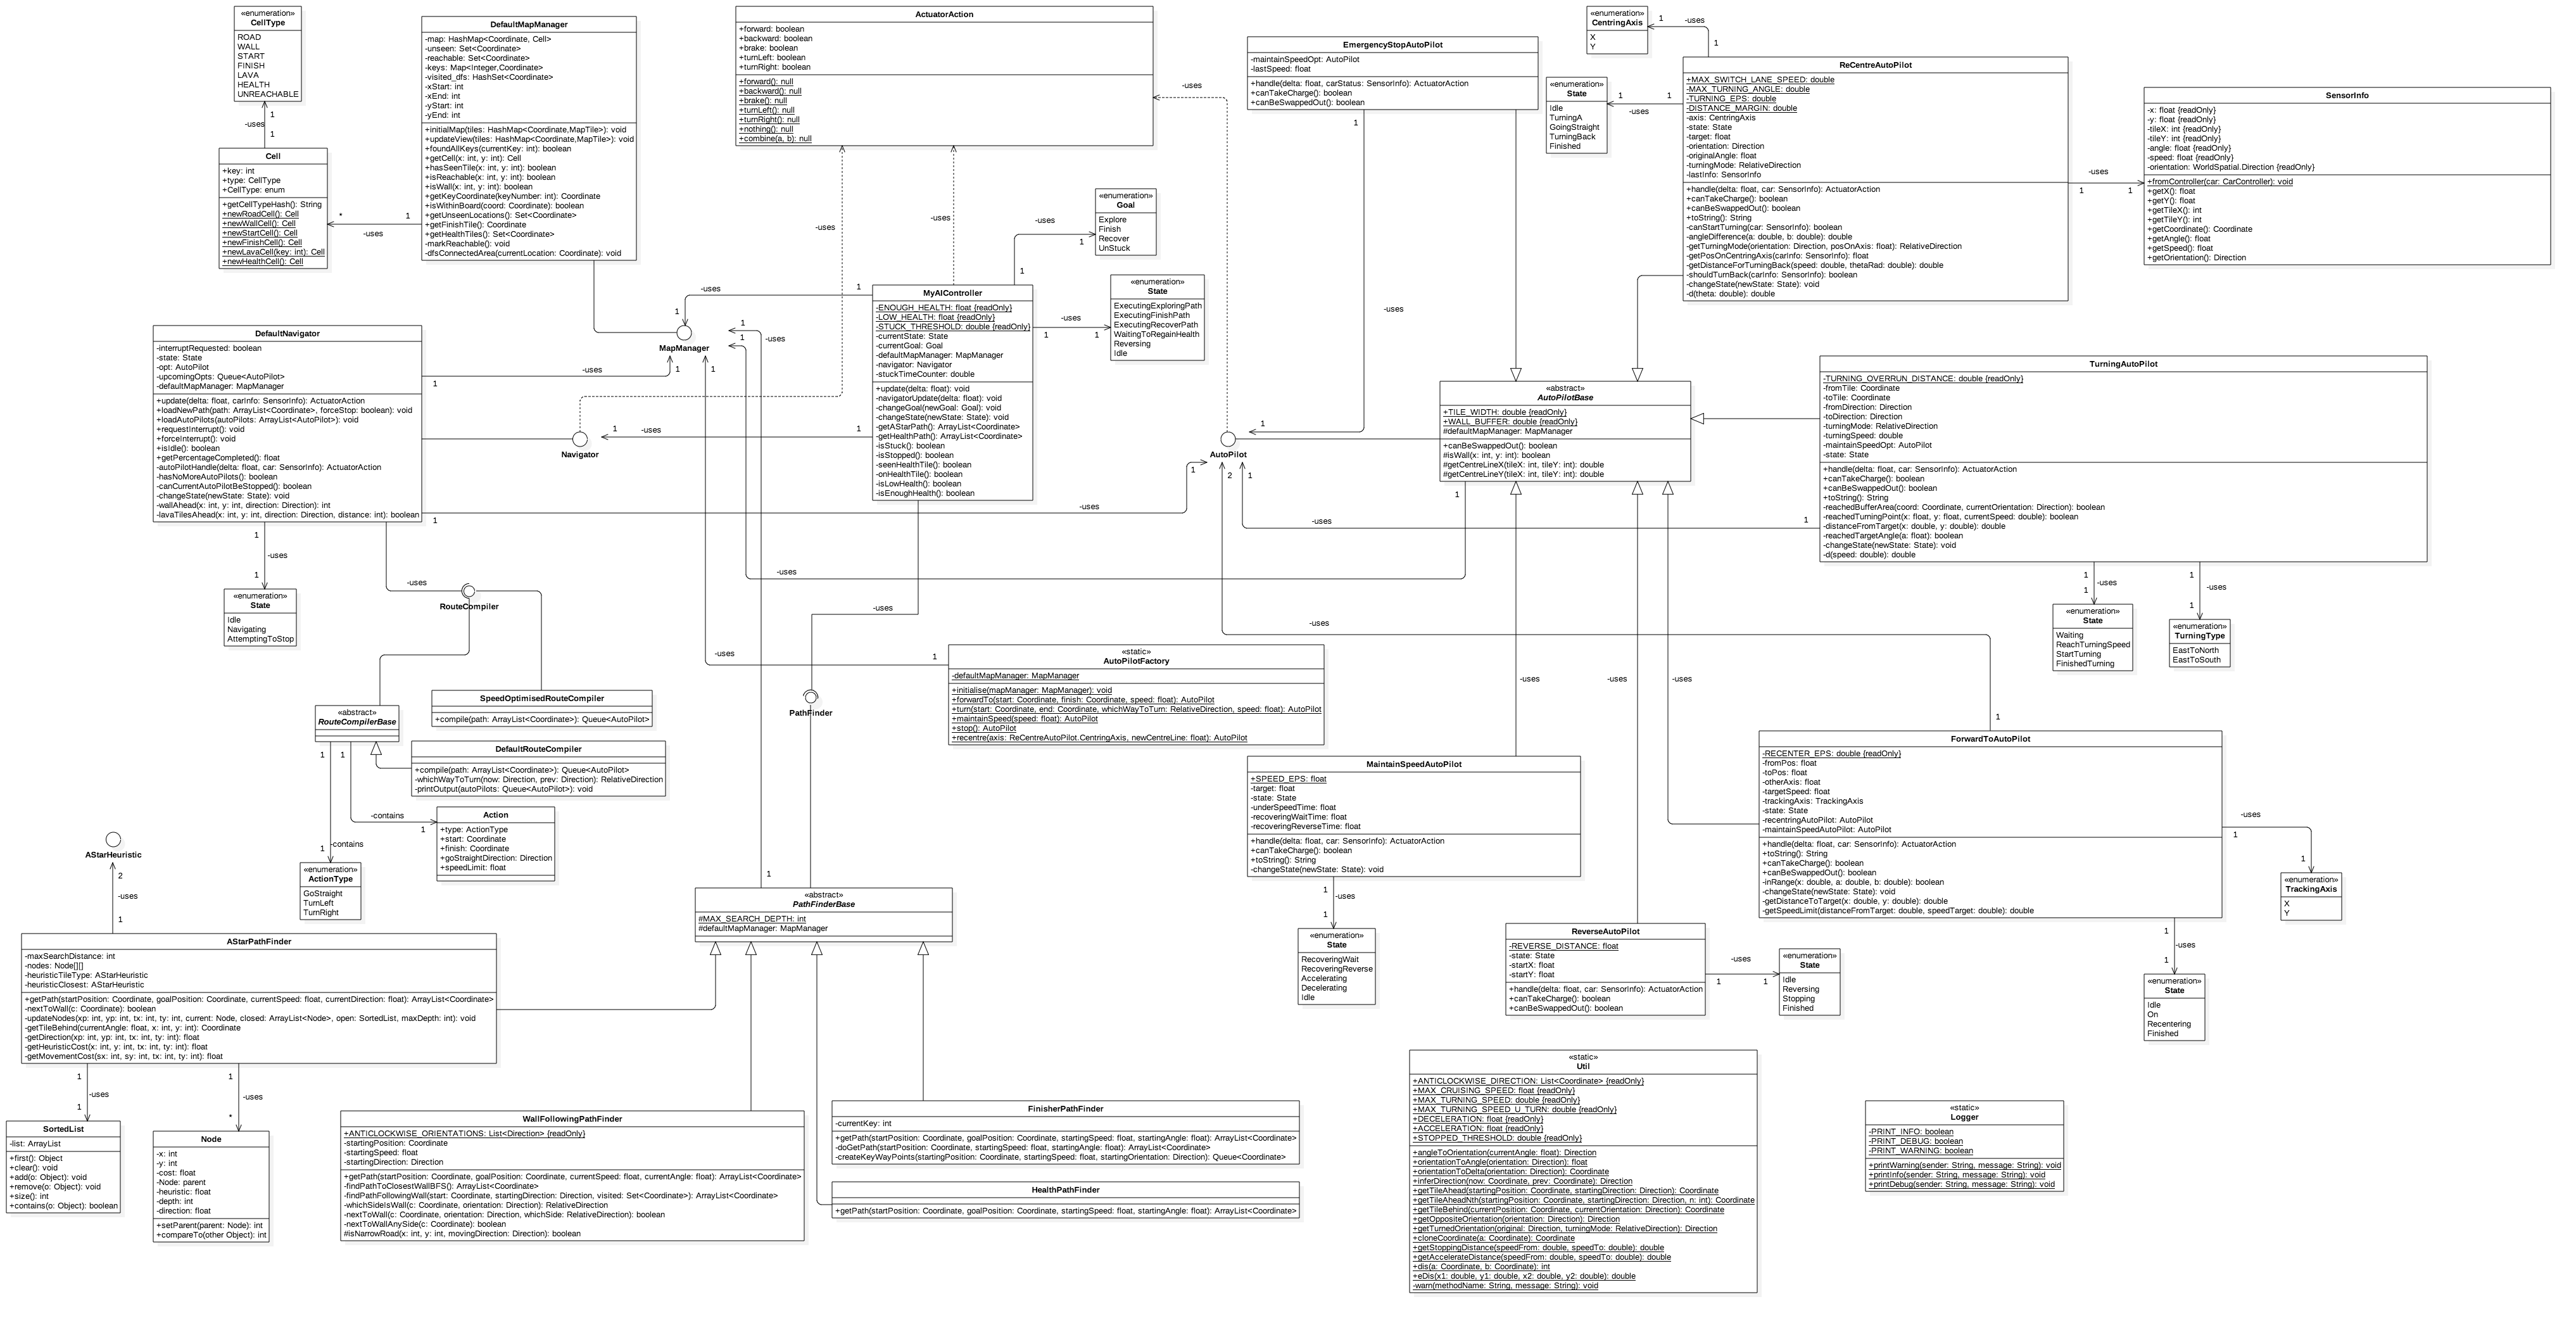 «enumeration»
CellType
ROAD
WALL
START
FINISH
LAVA
HEALTH
UNREACHABLE
1
-uses
1
Cell
+key: int
+type: CellType
+CellType: enum
+getCellTypeHash(): String
+newRoadCell(): Cell
+newWallCell(): Cell
+newStartCell(): Cell
+newFinishCell(): Cell
+newLavaCell(key: int): Cell
+newHealthCell(): Cell
*
1
-uses
DefaultMapManager
-map: HashMap<Coordinate, Cell>
-unseen: Set<Coordinate>
-reachable: Set<Coordinate>
-keys: Map<Integer,Coordinate>
-visited_dfs: HashSet<Coordinate>
-xStart: int
-xEnd: int
-yStart: int
-yEnd: int
+initialMap(tiles: HashMap<Coordinate,MapTile>): void
+updateView(tiles: HashMap<Coordinate,MapTile>): void
+foundAllKeys(currentKey: int): boolean
+getCell(x: int, y: int): Cell
+hasSeenTile(x: int, y: int): boolean
+isReachable(x: int, y: int): boolean
+isWall(x: int, y: int): boolean
+getKeyCoordinate(keyNumber: int): Coordinate
+isWithinBoard(coord: Coordinate): boolean
+getUnseenLocations(): Set<Coordinate>
+getFinishTile(): Coordinate
+getHealthTiles(): Set<Coordinate>
-markReachable(): void
-dfsConnectedArea(currentLocation: Coordinate): void
ActuatorAction
+forward: boolean
+backward: boolean
+brake: boolean
+turnLeft: boolean
+turnRight: boolean
+forward(): null
+backward(): null
+brake(): null
+turnLeft(): null
+turnRight(): null
+nothing(): null
+combine(a, b): null
-uses
-uses
-uses
EmergencyStopAutoPilot
-maintainSpeedOpt: AutoPilot
-lastSpeed: float
+handle(delta: float, carStatus: SensorInfo): ActuatorAction
+canTakeCharge(): boolean
+canBeSwappedOut(): boolean
1
-uses
1
«enumeration»
CentringAxis
X
Y
1
-uses
1
«enumeration»
State
Idle
TurningA
GoingStraight
TurningBack
Finished
1
1
-uses
ReCentreAutoPilot
+MAX_SWITCH_LANE_SPEED: double
-MAX_TURNING_ANGLE: double
-TURNING_EPS: double
-DISTANCE_MARGIN: double
-axis: CentringAxis
-state: State
-target: float
-orientation: Direction
-originalAngle: float
-turningMode: RelativeDirection
-lastInfo: SensorInfo
+handle(delta: float, car: SensorInfo): ActuatorAction
+canTakeCharge(): boolean
+canBeSwappedOut(): boolean
+toString(): String
-canStartTurning(car: SensorInfo): boolean
-angleDifference(a: double, b: double): double
-getTurningMode(orientation: Direction, posOnAxis: float): RelativeDirection
-getPosOnCentringAxis(carInfo: SensorInfo): float
-getDistanceForTurningBack(speed: double, thetaRad: double): double
-shouldTurnBack(carInfo: SensorInfo): boolean
-changeState(newState: State): void
-d(theta: double): double
-uses
1
1
SensorInfo
-x: float {readOnly}
-y: float {readOnly}
-tileX: int {readOnly}
-tileY: int {readOnly}
-angle: float {readOnly}
-speed: float {readOnly}
-orientation: WorldSpatial.Direction {readOnly}
+fromController(car: CarController): void
+getX(): float
+getY(): float
+getTileX(): int
+getTileY(): int
+getCoordinate(): Coordinate
+getAngle(): float
+getSpeed(): float
+getOrientation(): Direction
«enumeration»
Goal
Explore
Finish
Recover
UnStuck
-uses
1
1
«enumeration»
State
ExecutingExploringPath
ExecutingFinishPath
ExecutingRecoverPath
WaitingToRegainHealth
Reversing
Idle
-uses
1
1
MyAIController
-ENOUGH_HEALTH: float {readOnly}
-LOW_HEALTH: float {readOnly}
-STUCK_THRESHOLD: double {readOnly}
-currentState: State
-currentGoal: Goal
-defaultMapManager: MapManager
-navigator: Navigator
-stuckTimeCounter: double
+update(delta: float): void
-navigatorUpdate(delta: float): void
-changeGoal(newGoal: Goal): void
-changeState(newState: State): void
-getAStarPath(): ArrayList<Coordinate>
-getHealthPath(): ArrayList<Coordinate>
-isStuck(): boolean
-isStopped(): boolean
-seenHealthTile(): boolean
-onHealthTile(): boolean
-isLowHealth(): boolean
-isEnoughHealth(): boolean
-uses
1
1
MapManager
1
1
-uses
1
1
-uses
1
1
Navigator
-uses
1
DefaultNavigator
-interruptRequested: boolean
-state: State
-opt: AutoPilot
-upcomingOpts: Queue<AutoPilot>
-defaultMapManager: MapManager
+update(delta: float, carInfo: SensorInfo): ActuatorAction
+loadNewPath(path: ArrayList<Coordinate>, forceStop: boolean): void
+loadAutoPilots(autoPilots: ArrayList<AutoPilot>): void
+requestInterrupt(): void
+forceInterrupt(): void
+isIdle(): boolean
+getPercentageCompleted(): float
-autoPilotHandle(delta: float, car: SensorInfo): ActuatorAction
-hasNoMoreAutoPilots(): boolean
-canCurrentAutoPilotBeStopped(): boolean
-changeState(newState: State): void
-wallAhead(x: int, y: int, direction: Direction): int
-lavaTilesAhead(x: int, y: int, direction: Direction, distance: int): boolean
1
-uses
1
1
-uses
1
«enumeration»
State
Idle
Navigating
AttemptingToStop
-uses
RouteCompiler
1
-uses
1
AutoPilot
2
1
«abstract»
AutoPilotBase
+TILE_WIDTH: double {readOnly}
+WALL_BUFFER: double {readOnly}
#defaultMapManager: MapManager
+canBeSwappedOut(): boolean
#isWall(x: int, y: int): boolean
#getCentreLineX(tileX: int, tileY: int): double
#getCentreLineY(tileX: int, tileY: int): double
1
-uses
-uses
1
TurningAutoPilot
-TURNING_OVERRUN_DISTANCE: double {readOnly}
-fromTile: Coordinate
-toTile: Coordinate
-fromDirection: Direction
-toDirection: Direction
-turningMode: RelativeDirection
-turningSpeed: double
-maintainSpeedOpt: AutoPilot
-state: State
+handle(delta: float, car: SensorInfo): ActuatorAction
+canTakeCharge(): boolean
+canBeSwappedOut(): boolean
+toString(): String
-reachedBufferArea(coord: Coordinate, currentOrientation: Direction): boolean
-reachedTurningPoint(x: float, y: float, currentSpeed: double): boolean
-distanceFromTarget(x: double, y: double): double
-reachedTargetAngle(a: float): boolean
-changeState(newState: State): void
-d(speed: double): double
1
-uses
1
1
-uses
1
«enumeration»
State
Waiting
ReachTurningSpeed
StartTurning
FinishedTurning
«enumeration»
TurningType
EastToNorth
EastToSouth
-uses
-uses
1
-uses
-uses
-uses
-uses
1
PathFinder
«static»
AutoPilotFactory
-defaultMapManager: MapManager
+initialise(mapManager: MapManager): void
+forwardTo(start: Coordinate, finish: Coordinate, speed: float): AutoPilot
+turn(start: Coordinate, end: Coordinate, whichWayToTurn: RelativeDirection, speed: float): AutoPilot
+maintainSpeed(speed: float): AutoPilot
+stop(): AutoPilot
+recentre(axis: ReCentreAutoPilot.CentringAxis, newCentreLine: float): AutoPilot
SpeedOptimisedRouteCompiler
+compile(path: ArrayList<Coordinate>): Queue<AutoPilot>
«abstract»
RouteCompilerBase
1
1
DefaultRouteCompiler
+compile(path: ArrayList<Coordinate>): Queue<AutoPilot>
-whichWayToTurn(now: Direction, prev: Direction): RelativeDirection
-printOutput(autoPilots: Queue<AutoPilot>): void
-contains
1
Action
+type: ActionType
+start: Coordinate
+finish: Coordinate
+goStraightDirection: Direction
+speedLimit: float
1
-contains
«enumeration»
ActionType
GoStraight
TurnLeft
TurnRight
AStarHeuristic
2
-uses
1
AStarPathFinder
-maxSearchDistance: int
-nodes: Node[][]
-heuristicTileType: AStarHeuristic
-heuristicClosest: AStarHeuristic
+getPath(startPosition: Coordinate, goalPosition: Coordinate, currentSpeed: float, currentDirection: float): ArrayList<Coordinate>
-nextToWall(c: Coordinate): boolean
-updateNodes(xp: int, yp: int, tx: int, ty: int, current: Node, closed: ArrayList<Node>, open: SortedList, maxDepth: int): void
-getTileBehind(currentAngle: float, x: int, y: int): Coordinate
-getDirection(xp: int, yp: int, tx: int, ty: int): float
-getHeuristicCost(x: int, y: int, tx: int, ty: int): float
-getMovementCost(sx: int, sy: int, tx: int, ty: int): float
1
-uses
1
1
-uses
*
SortedList
-list: ArrayList
+first(): Object
+clear(): void
+add(o: Object): void
+remove(o: Object): void
+size(): int
+contains(o: Object): boolean
Node
-x: int
-y: int
-cost: float
-Node: parent
-heuristic: float
-depth: int
-direction: float
+setParent(parent: Node): int
+compareTo(other Object): int
1
«abstract»
PathFinderBase
#MAX_SEARCH_DEPTH: int
#defaultMapManager: MapManager
WallFollowingPathFinder
+ANTICLOCKWISE_ORIENTATIONS: List<Direction> {readOnly}
-startingPosition: Coordinate
-startingSpeed: float
-startingDirection: Direction
+getPath(startPosition: Coordinate, goalPosition: Coordinate, currentSpeed: float, currentAngle: float): ArrayList<Coordinate>
-findPathToClosestWallBFS(): ArrayList<Coordinate>
-findPathFollowingWall(start: Coordinate, startingDirection: Direction, visited: Set<Coordinate>): ArrayList<Coordinate>
-whichSideIsWall(c: Coordinate, orientation: Direction): RelativeDirection
-nextToWall(c: Coordinate, orientation: Direction, whichSide: RelativeDirection): boolean
-nextToWallAnySide(c: Coordinate): boolean
#isNarrowRoad(x: int, y: int, movingDirection: Direction): boolean
FinisherPathFinder
-currentKey: int
+getPath(startPosition: Coordinate, goalPosition: Coordinate, startingSpeed: float, startingAngle: float): ArrayList<Coordinate>
-doGetPath(startPosition: Coordinate, startingSpeed: float, startingAngle: float): ArrayList<Coordinate>
-createKeyWayPoints(startingPosition: Coordinate, startingSpeed: float, startingOrientation: Direction): Queue<Coordinate>
HealthPathFinder
+getPath(startPosition: Coordinate, goalPosition: Coordinate, startingSpeed: float, startingAngle: float): ArrayList<Coordinate>
MaintainSpeedAutoPilot
+SPEED_EPS: float
-target: float
-state: State
-underSpeedTime: float
-recoveringWaitTime: float
-recoveringReverseTime: float
+handle(delta: float, car: SensorInfo): ActuatorAction
+canTakeCharge(): boolean
+toString(): String
-changeState(newState: State): void
1
-uses
1
«enumeration»
State
RecoveringWait
RecoveringReverse
Accelerating
Decelerating
Idle
ReverseAutoPilot
-REVERSE_DISTANCE: float
-state: State
-startX: float
-startY: float
+handle(delta: float, car: SensorInfo): ActuatorAction
+canTakeCharge(): boolean
+canBeSwappedOut(): boolean
-uses
1
1
«enumeration»
State
Idle
Reversing
Stopping
Finished
1
ForwardToAutoPilot
-RECENTER_EPS: double {readOnly}
-fromPos: float
-toPos: float
-otherAxis: float
-targetSpeed: float
-trackingAxis: TrackingAxis
-state: State
-recentringAutoPilot: AutoPilot
-maintainSpeedAutoPilot: AutoPilot
+handle(delta: float, car: SensorInfo): ActuatorAction
+toString(): String
+canTakeCharge(): boolean
+canBeSwappedOut(): boolean
-inRange(x: double, a: double, b: double): boolean
-changeState(newState: State): void
-getDistanceToTarget(x: double, y: double): double
-getSpeedLimit(distanceFromTarget: double, speedTarget: double): double
-uses
1
1
«enumeration»
TrackingAxis
X
Y
1
-uses
1
«enumeration»
State
Idle
On
Recentering
Finished
«static»
Util
+ANTICLOCKWISE_DIRECTION: List<Coordinate> {readOnly}
+MAX_CRUISING_SPEED: float {readOnly}
+MAX_TURNING_SPEED: double {readOnly}
+MAX_TURNING_SPEED_U_TURN: double {readOnly}
+DECELERATION: float {readOnly}
+ACCELERATION: float {readOnly}
+STOPPED_THRESHOLD: double {readOnly}
+angleToOrientation(currentAngle: float): Direction
+orientationToAngle(orientation: Direction): float
+orientationToDelta(orientation: Direction): Coordinate
+inferDirection(now: Coordinate, prev: Coordinate): Direction
+getTileAhead(startingPosition: Coordinate, startingDirection: Direction): Coordinate
+getTileAheadNth(startingPosition: Coordinate, startingDirection: Direction, n: int): Coordinate
+getTileBehind(currentPosition: Coordinate, currentOrientation: Direction): Coordinate
+getOppositeOrientation(orientation: Direction): Direction
+getTurnedOrientation(original: Direction, turningMode: RelativeDirection): Direction
+cloneCoordinate(a: Coordinate): Coordinate
+getStoppingDistance(speedFrom: double, speedTo: double): double
+getAccelerateDistance(speedFrom: double, speedTo: double): double
+dis(a: Coordinate, b: Coordinate): int
+eDis(x1: double, y1: double, x2: double, y2: double): double
-warn(methodName: String, message: String): void
«static»
Logger
-PRINT_INFO: boolean
-PRINT_DEBUG: boolean
-PRINT_WARNING: boolean
+printWarning(sender: String, message: String): void
+printInfo(sender: String, message: String): void
+printDebug(sender: String, message: String): void